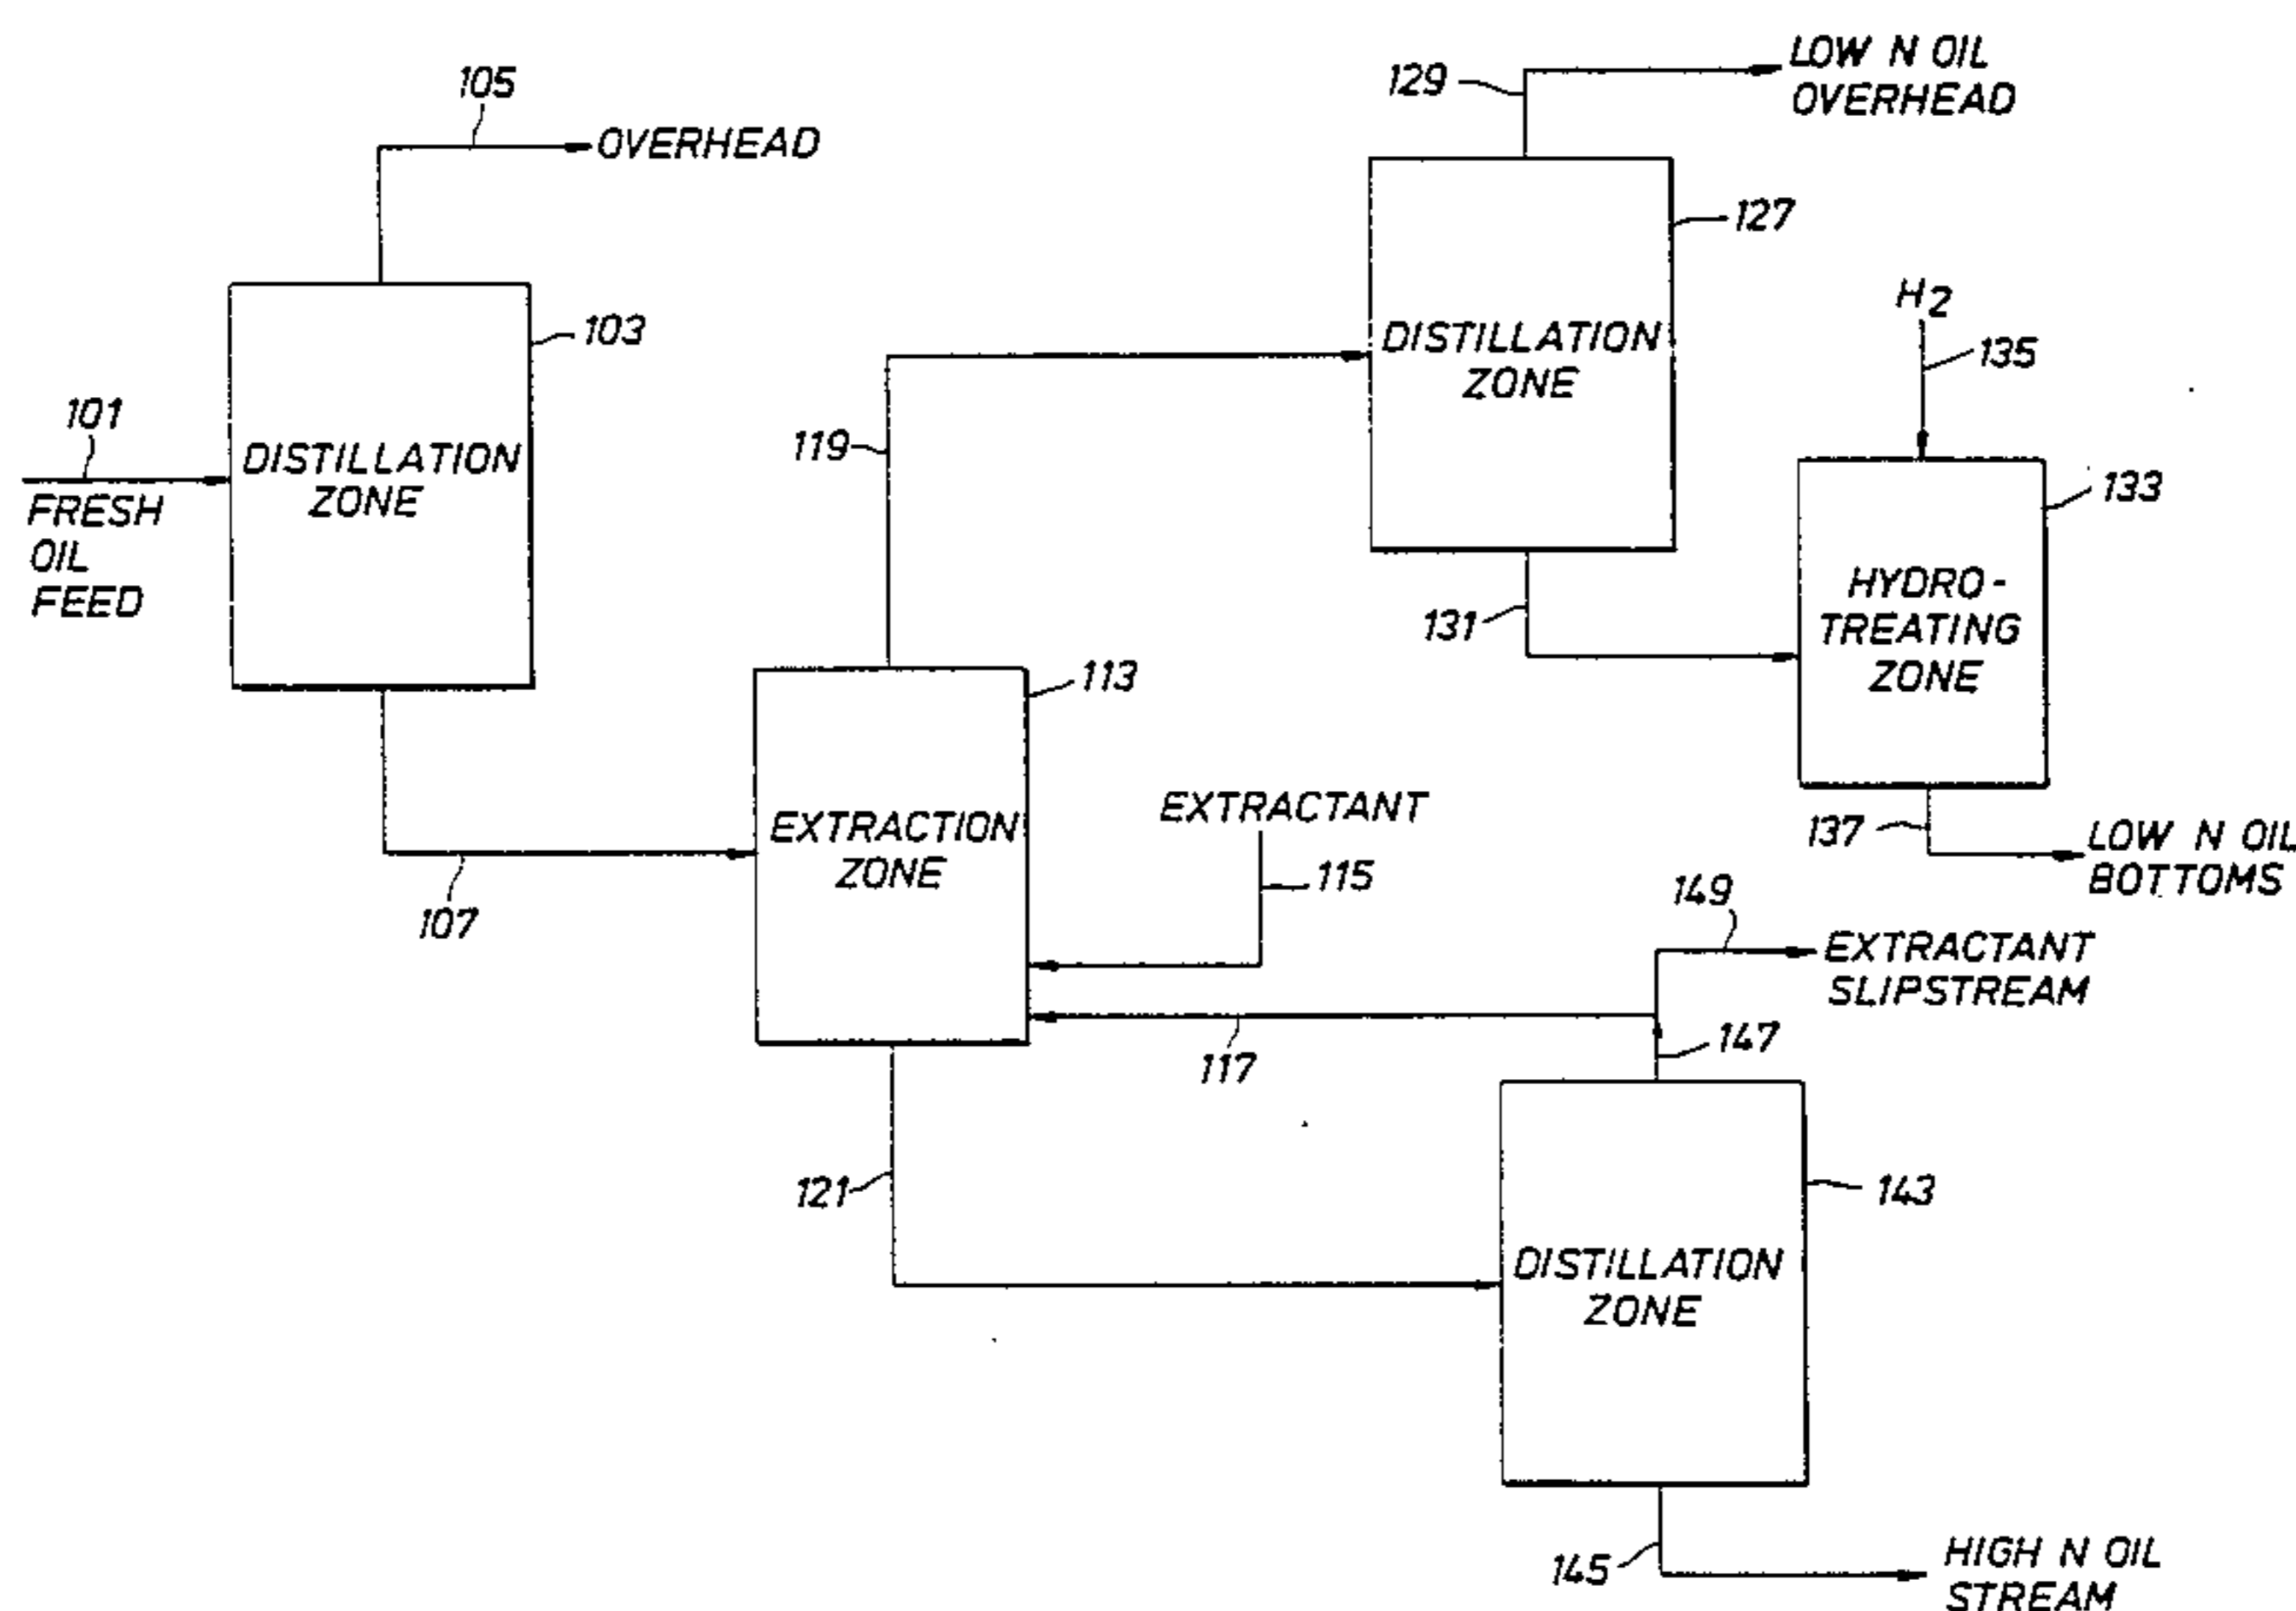 105
OVERHEAD
103
101
FRESH
OIL
FEED
DISTILLATION
ZONE
107
129
LOW N OIL
OVERHEAD
127
DISTILLATION
ZONE
119
131
H2
135
133
HYDRO-
TREATING
ZONE
137
LOW N OIL
BOTTOMS
113
EXTRACTION
ZONE
EXTRACTANT
115
117
149
EXTRACTANT
SLIPSTREAM
147
121
143
DISTILLATION
ZONE
145
HIGH N OIL
STREAM